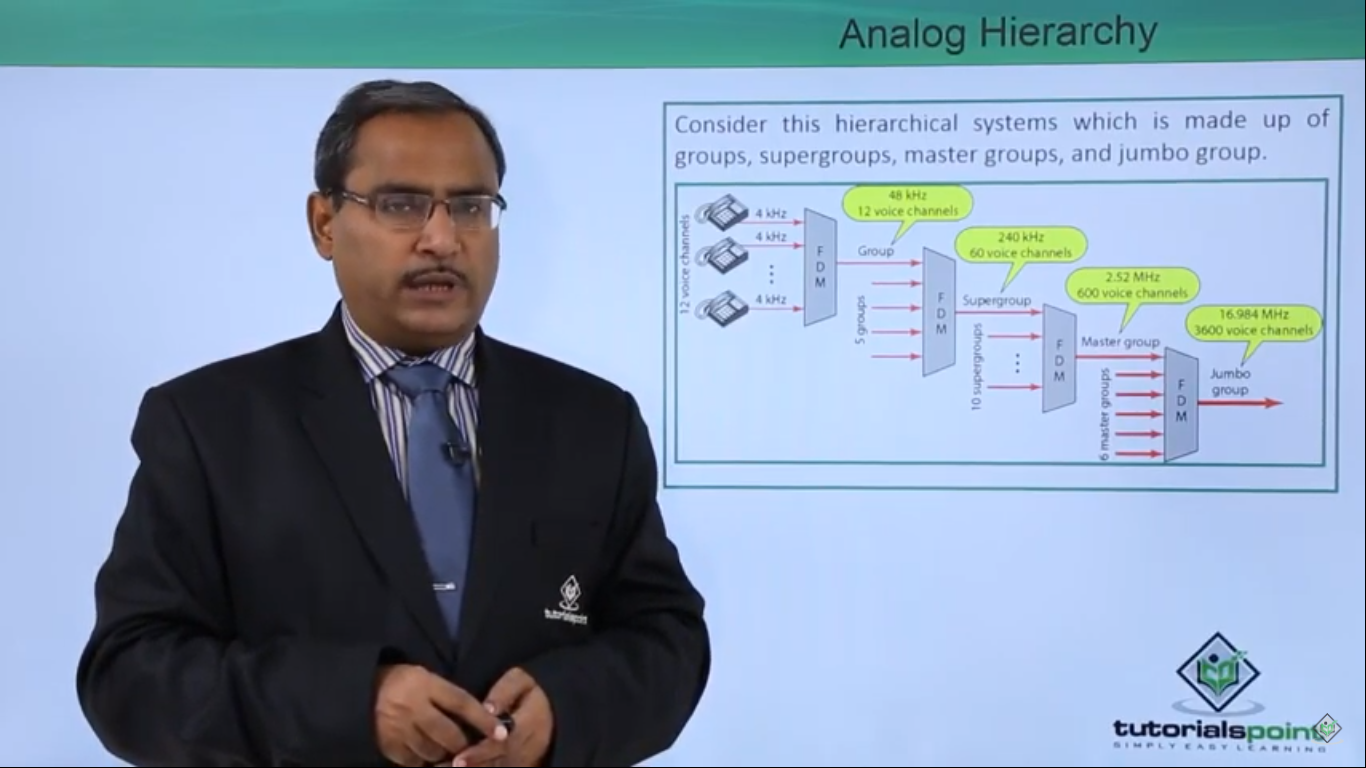 Analog Hierarchy
Consider this hierarchical systems which is made up of
groups, supergroups, master groups, and jumbo group.
12 voice channels
4 kHz
4 kHz
4 kHz
F
D
M
48 kHz
12 voice channels
Group
5 groups
F
D
M
240 kHz
60 voice channels
Supergroup
10 supergroups
F
D
M
2.52 MHz
600 voice channels
Master group
6 master groups
F
D
M
16.984 MHz
3600 voice channels
Jumbo
group
tutorialspoint
tutorialspoint
SIMPLY EASY LEARNING